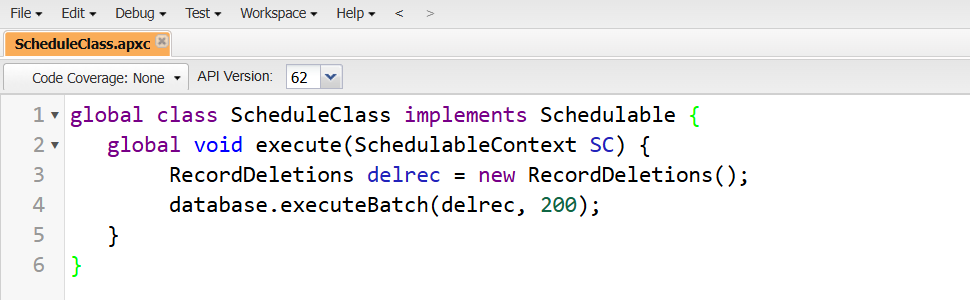 File Edit Debug Test Workspace Help < >
ScheduleClass.apxc
Code Coverage: None API Version: 62
1 global class ScheduleClass implements Schedulable {
2 global void execute(SchedulableContext SC) {
3 RecordDeletions delrec = new RecordDeletions();
4 database.executeBatch(delrec, 200);
5 }
6 }